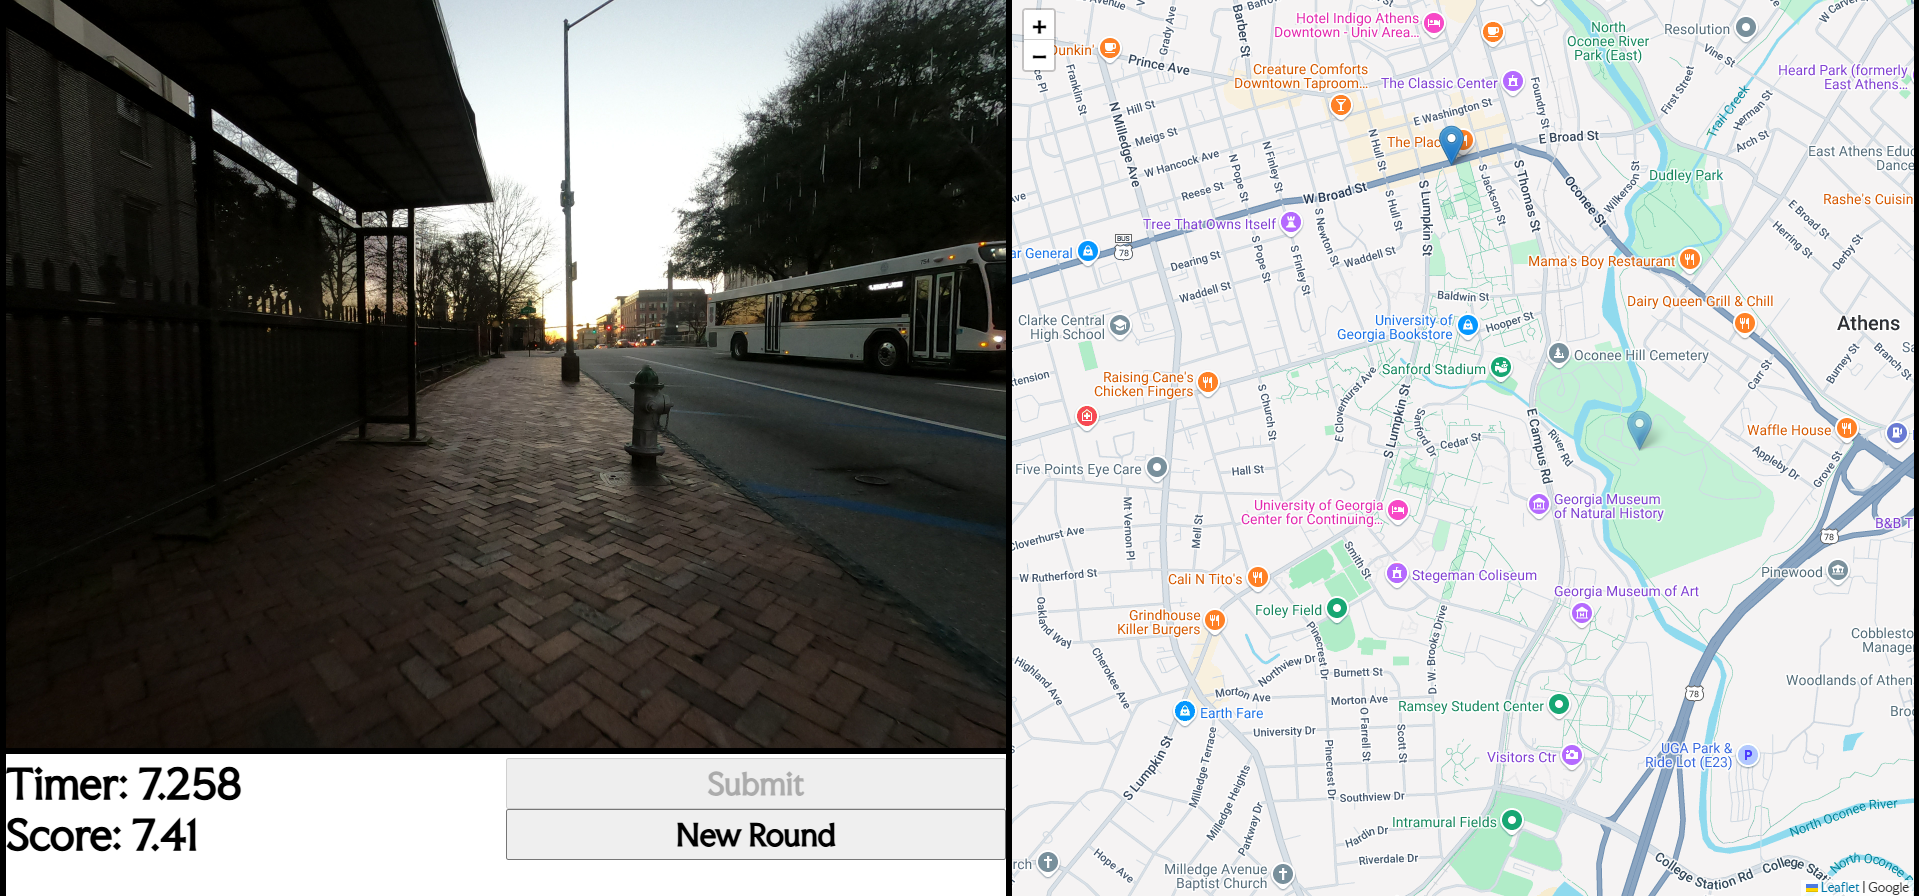 Timer: 7.258
Score: 7.41
Submit
New Round
+
−
Hotel Indigo Athens
Downtown - Univ Area...
Dunkin'
Prince Ave
Grady Ave
Barber St
Franklin St
N Milledge Ave
Hill St
Meigs St
W Hancock Ave
Reese St
N Pope St
N Finley St
Creature Comforts
Downtown Taproom...
The Classic Center
E Washington St
N Hull St
Foundry St
E Broad St
North
Oconee River
Park (East)
Resolution
Vine St
First Street
Trail Creek
Herman St
Arch St
W Carver
Heard Park (formerly
East Athens...
East Athens Educ
Dance
Dudley Park
Rashe's Cuisin
E Broad St
Herring St
Derby St
Wilkerson St
Oconee St
S Thomas St
S Jackson St
S Lumpkin St
S Hull St
W Broad St
Tree That Owns Itself
S Newton St
S Finley St
S Pope St
Waddell St
Dearing St
Waddell St
BUS
78
ar General
Mama's Boy Restaurant
Dairy Queen Grill & Chill
Athens
Baldwin St
Hooper St
University of
Georgia Bookstore
Clarke Central
High School
Sanford Stadium
Oconee Hill Cemetery
Carr St
Burney St
Branch St
Raising Cane's
Chicken Fingers
S Church St
E Cloverhurst Ave
S Lumpkin St
Sanford Dr
Cedar St
E Campus Rd
River Rd
Waffle House
Appleby Dr
Grove St
Five Points Eye Care
Hall St
University of Georgia
Center for Continuing...
Georgia Museum
of Natural History
B&B T
78
Mt Vernon Pl
Mell St
Cloverhurst Ave
W Rutherford St
Smith St
Cali N Tito's
Stegeman Coliseum
Pinewood
Georgia Museum of Art
Foley Field
Grindhouse
Killer Burgers
Oakland Way
Highland Ave
Cherokee Ave
Pinecrest Dr
Northview Dr
Burnett St
D. W. Brooks Drive
Cobblesto
Manager
Woodlands of Athen
Morton Ave
Morton Ave
Earth Fare
University Dr
O Farrell St
Scott St
Pinecrest Dr
Ramsey Student Center
78
Visitors Ctr
UGA Park &
Ride Lot (E23)
P
S Lumpkin St
Milledge Terrace
Milledge Heights
Parkway Dr
Southview Dr
Hardin Dr
Riverdale Dr
Intramural Fields
North Oconee River
Hope Ave
Milledge Avenue
Baptist Church
College Station Rd
Leaflet | Google